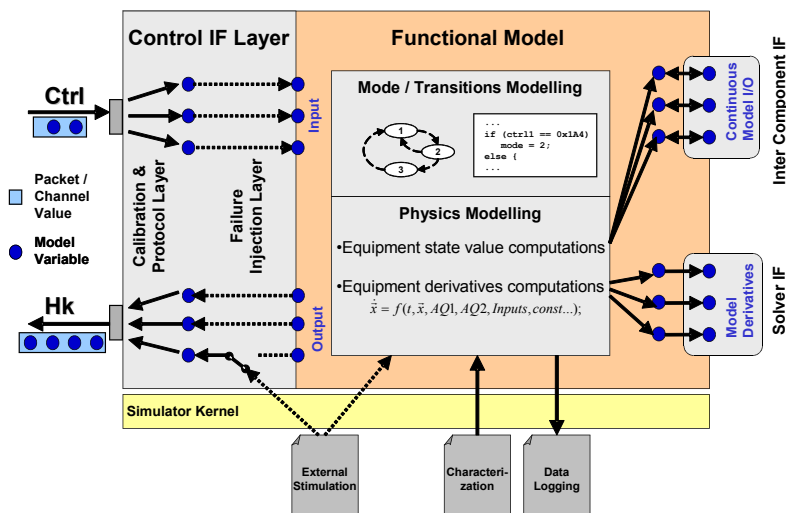 Control IF Layer
Functional Model
Inter Component IF
Ctrl
Mode / Transitions Modelling
1
2
3
...
if (ctrl1 == 0x1A4)
mode = 2;
else {
...
Input
Continuous
Model I/O
Packet /
Channel
Value
Model
Variable
Calibration &
Protocol Layer
Failure
Injection Layer
Physics Modelling
•Equipment state value computations
•Equipment derivatives computations
ẋ = f(t, x̄, AQ1, AQ2, Inputs, const...);
Hk
Output
Model
Derivatives
Solver IF
Simulator Kernel
External
Stimulation
Characteri-
zation
Data
Logging